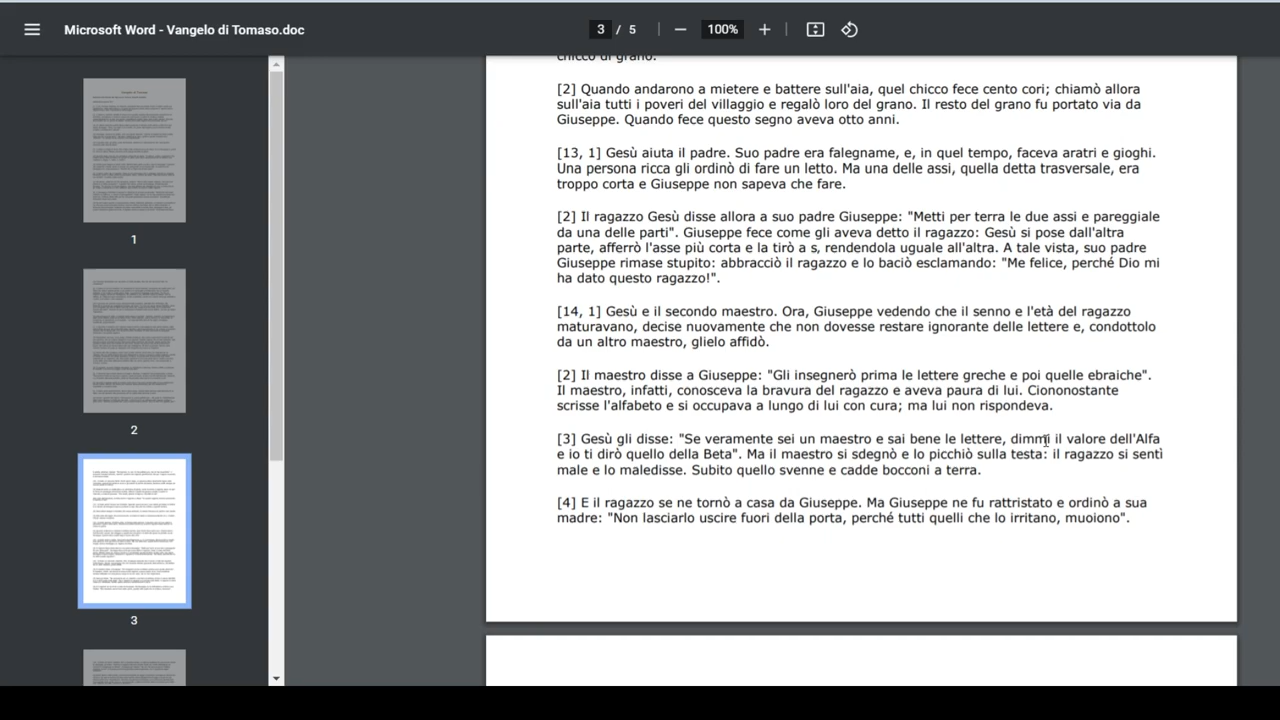 Microsoft Word - Vangelo di Tomaso.doc
3 / 5
100%
1
2
3
chicco di grano.
[2] Quando andarono a mietere e battere sull'aia, quel chicco fece cento cori; chiamò allora
sull'aia tutti i poveri del villaggio e regalò loro del grano. Il resto del grano fu portato via da
Giuseppe. Quando fece questo segno aveva otto anni.
[13, 1] Gesù aiuta il padre. Suo padre era falegname, e, in quel tempo, faceva aratri e gioghi.
Una persona ricca gli ordinò di fare un letto. Ma una delle assi, quella detta trasversale, era
troppo corta e Giuseppe non sapeva che fare.
[2] Il ragazzo Gesù disse allora a suo padre Giuseppe: "Metti per terra le due assi e pareggiale
da una delle parti". Giuseppe fece come gli aveva detto il ragazzo: Gesù si pose dall'altra
parte, afferrò l'asse più corta e la tirò a s, rendendola uguale all'altra. A tale vista, suo padre
Giuseppe rimase stupito: abbracciò il ragazzo e lo baciò esclamando: "Me felice, perché Dio mi
ha dato questo ragazzo!".
[14, 1] Gesù e il secondo maestro. Ora, Giuseppe vedendo che il senno e l'età del ragazzo
maturavano, decise nuovamente che non dovesse restare ignorante delle lettere e, condottolo
da un altro maestro, glielo affidò.
[2] Il maestro disse a Giuseppe: "Gli insegnerò prima le lettere greche e poi quelle ebraiche".
Il maestro, infatti, conosceva la bravura del ragazzo e aveva paura di lui. Ciononostante
scrisse l'alfabeto e si occupava a lungo di lui con cura; ma lui non rispondeva.
[3] Gesù gli disse: "Se veramente sei un maestro e sai bene le lettere, dimmi il valore dell'Alfa
e io ti dirò quello della Beta". Ma il maestro si sdegnò e lo picchiò sulla testa: il ragazzo si sentì
male e lo maledisse. Subito quello svenne e cadde bocconi a terra.
[4] E il ragazzo se ne tornò a casa da Giuseppe. Ma Giuseppe ne fu rattristato e ordinò a sua
madre: "Non lasciarlo uscire fuori della porta, perché tutti quelli che lo irritano, muoiono".